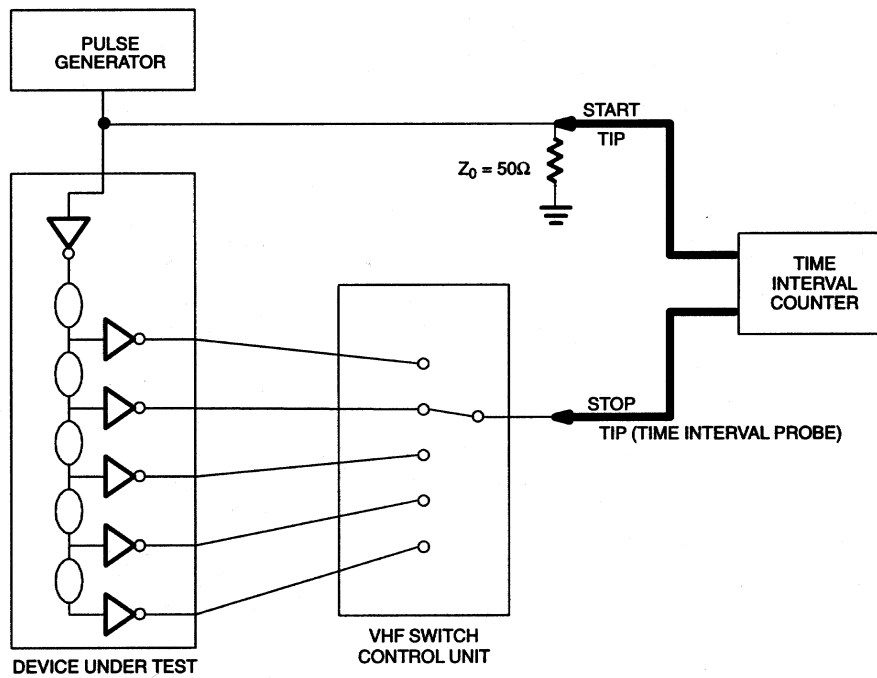 PULSE
GENERATOR
START
TIP
Z₀ = 50Ω
TIME
INTERVAL
COUNTER
STOP
TIP (TIME INTERVAL PROBE)
VHF SWITCH
CONTROL UNIT
DEVICE UNDER TEST